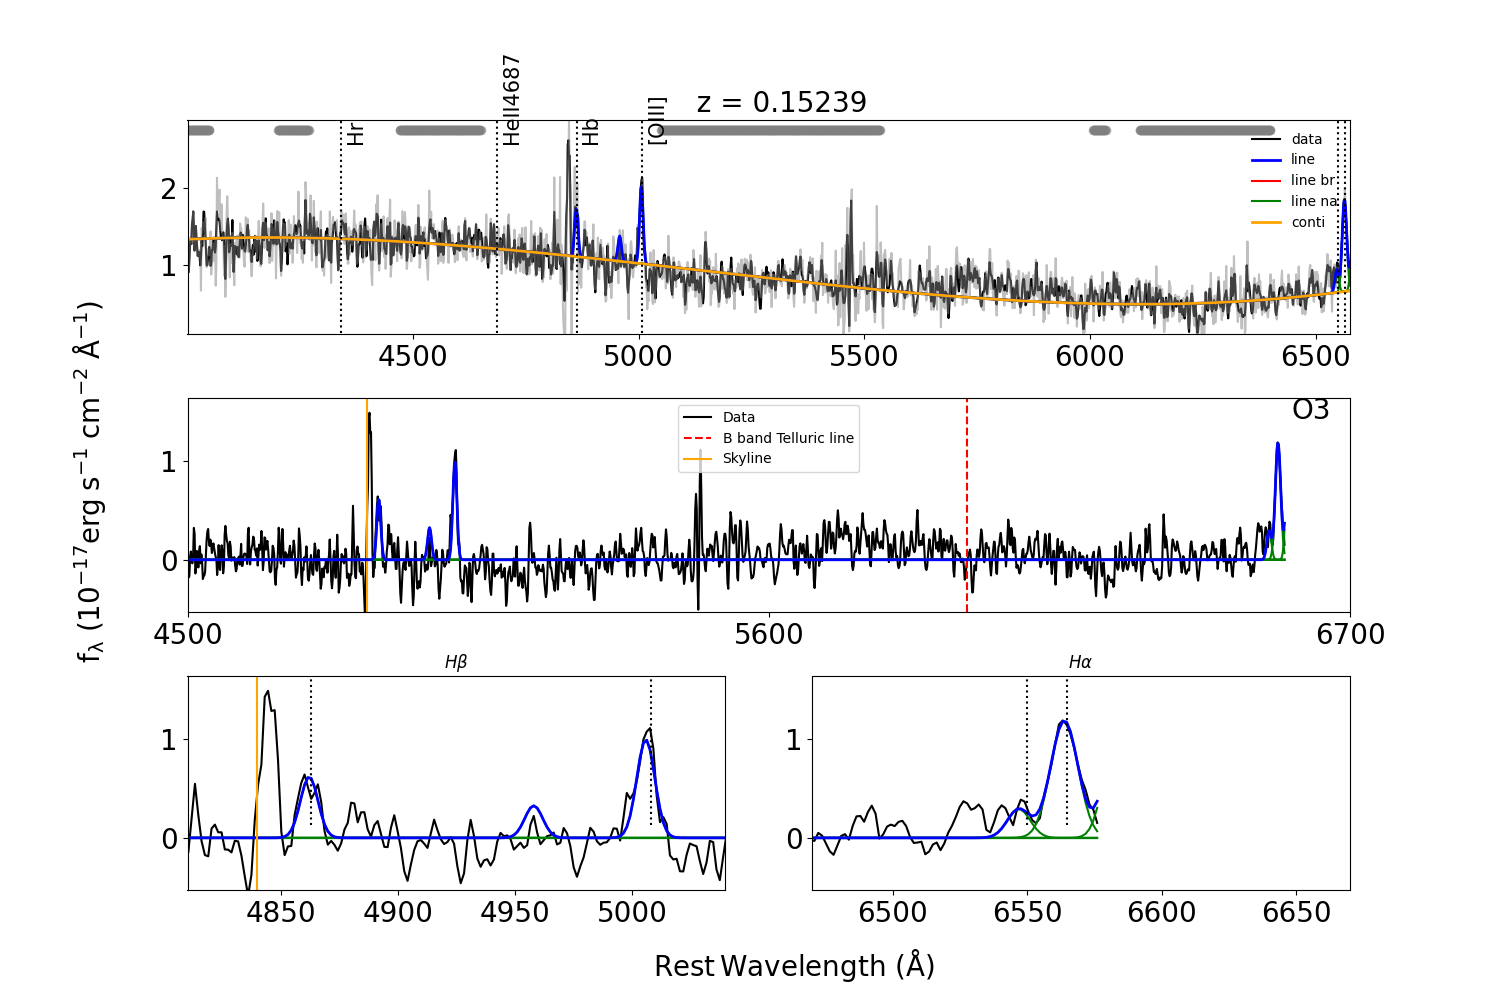 z = 0.15239
Hr
HeII4687
Hb
[OIII]
data
line
line br
line na
conti
2
1
4500 5000 5500 6000 6500
fλ (10⁻¹⁷erg s⁻¹ cm⁻² Å⁻¹)
O3
Data
B band Telluric line
Skyline
1
0
4500 5600 6700
Hβ
1
0
4850 4900 4950 5000
Hα
1
0
6500 6550 6600 6650
Rest Wavelength (Å)